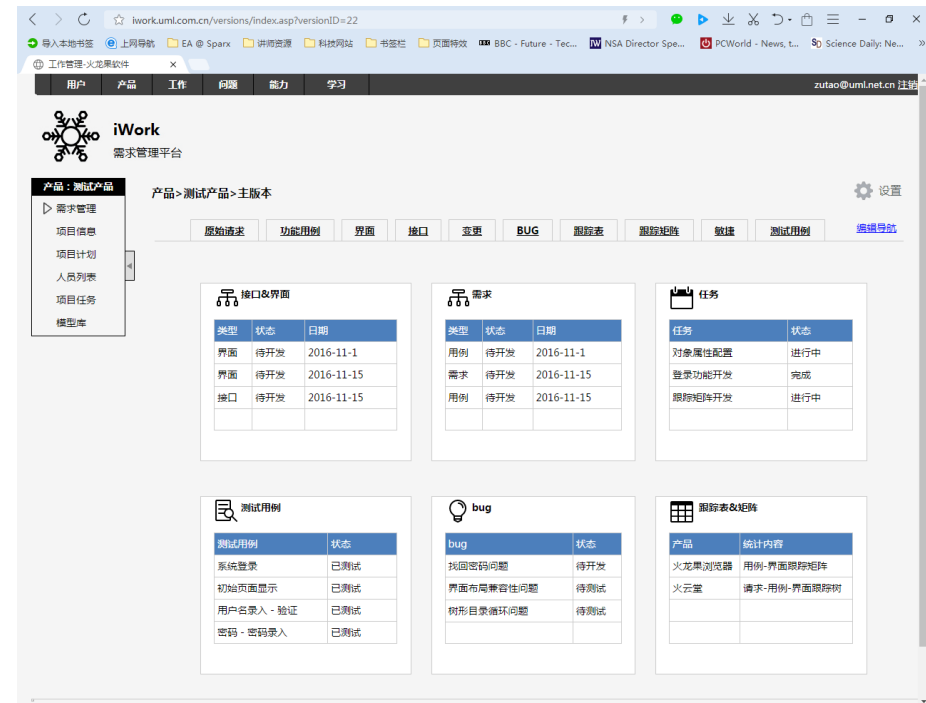 iwork.uml.com.cn/versions/index.asp?versionID=22
导入本地书签 上网导航 EA @ Sparx 讲师资源 科技网站 书签栏 页面特效 BBC - Future - Tec... NSA Director Spe... PCWorld - News, t... Science Daily: Ne...
工作管理-火龙果软件
用户 产品 工作 问题 能力 学习 zutao@uml.net.cn 注销
iWork
需求管理平台
产品：测试产品
需求管理
项目信息
项目计划
人员列表
项目任务
模型库
产品>测试产品>主版本 设置
原始请求 功能用例 界面 接口 变更 BUG 跟踪表 跟踪矩阵 敏捷 测试用例 编辑导航
接口&界面
类型 状态 日期
界面 待开发 2016-11-1
界面 待开发 2016-11-15
接口 待开发 2016-11-15
需求
类型 状态 日期
用例 待开发 2016-11-1
需求 待开发 2016-11-15
用例 待开发 2016-11-15
任务
任务 状态
对象属性配置 进行中
登录功能开发 完成
跟踪矩阵开发 进行中
测试用例
测试用例 状态
系统登录 已测试
初始页面显示 已测试
用户名录入 - 验证 已测试
密码 - 密码录入 已测试
bug
bug 状态
找回密码问题 待开发
界面布局兼容性问题 待测试
树形目录循环问题 待测试
跟踪表&矩阵
产品 统计内容
火龙果浏览器 用例-界面跟踪矩阵
火云堂 请求-用例-界面跟踪树